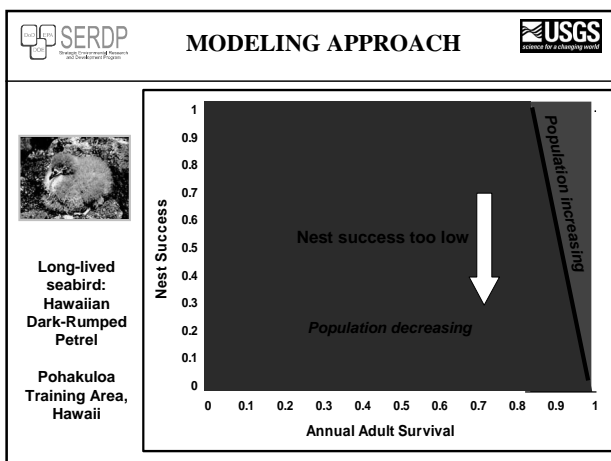 DoD EPA
DOE
SERDP
Strategic Environmental Research
and Development Program
MODELING APPROACH
USGS
science for a changing world
Long-lived
seabird:
Hawaiian
Dark-Rumped
Petrel
Pohakuloa
Training Area,
Hawaii
Nest Success
1
0.9
0.8
0.7
0.6
0.5
0.4
0.3
0.2
0.1
0
Population increasing
Nest success too low
Population decreasing
0 0.1 0.2 0.3 0.4 0.5 0.6 0.7 0.8 0.9 1
Annual Adult Survival